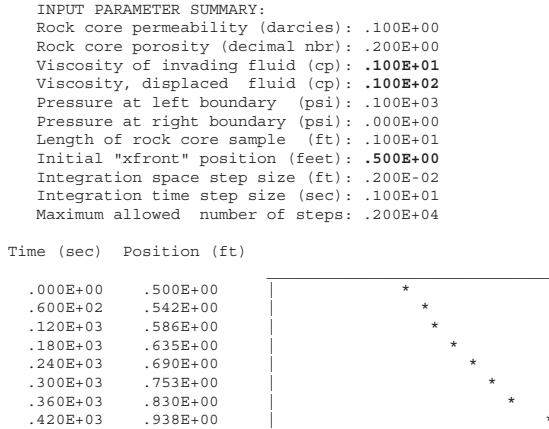 INPUT PARAMETER SUMMARY:
Rock core permeability (darcies): .100E+00
Rock core porosity (decimal nbr): .200E+00
Viscosity of invading fluid (cp): .100E+01
Viscosity, displaced  fluid (cp): .100E+02
Pressure at left boundary  (psi): .100E+03
Pressure at right boundary (psi): .000E+00
Length of rock core sample  (ft): .100E+01
Initial "xfront" position (feet): .500E+00
Integration space step size (ft): .200E-02
Integration time step size (sec): .100E+01
Maximum allowed  number of steps: .200E+04
Time (sec)  Position (ft)
.000E+00    .500E+00    |    *
.600E+02    .542E+00    |    *
.120E+03    .586E+00    |    *
.180E+03    .635E+00    |    *
.240E+03    .690E+00    |    *
.300E+03    .753E+00    |    *
.360E+03    .830E+00    |    *
.420E+03    .938E+00    |    *